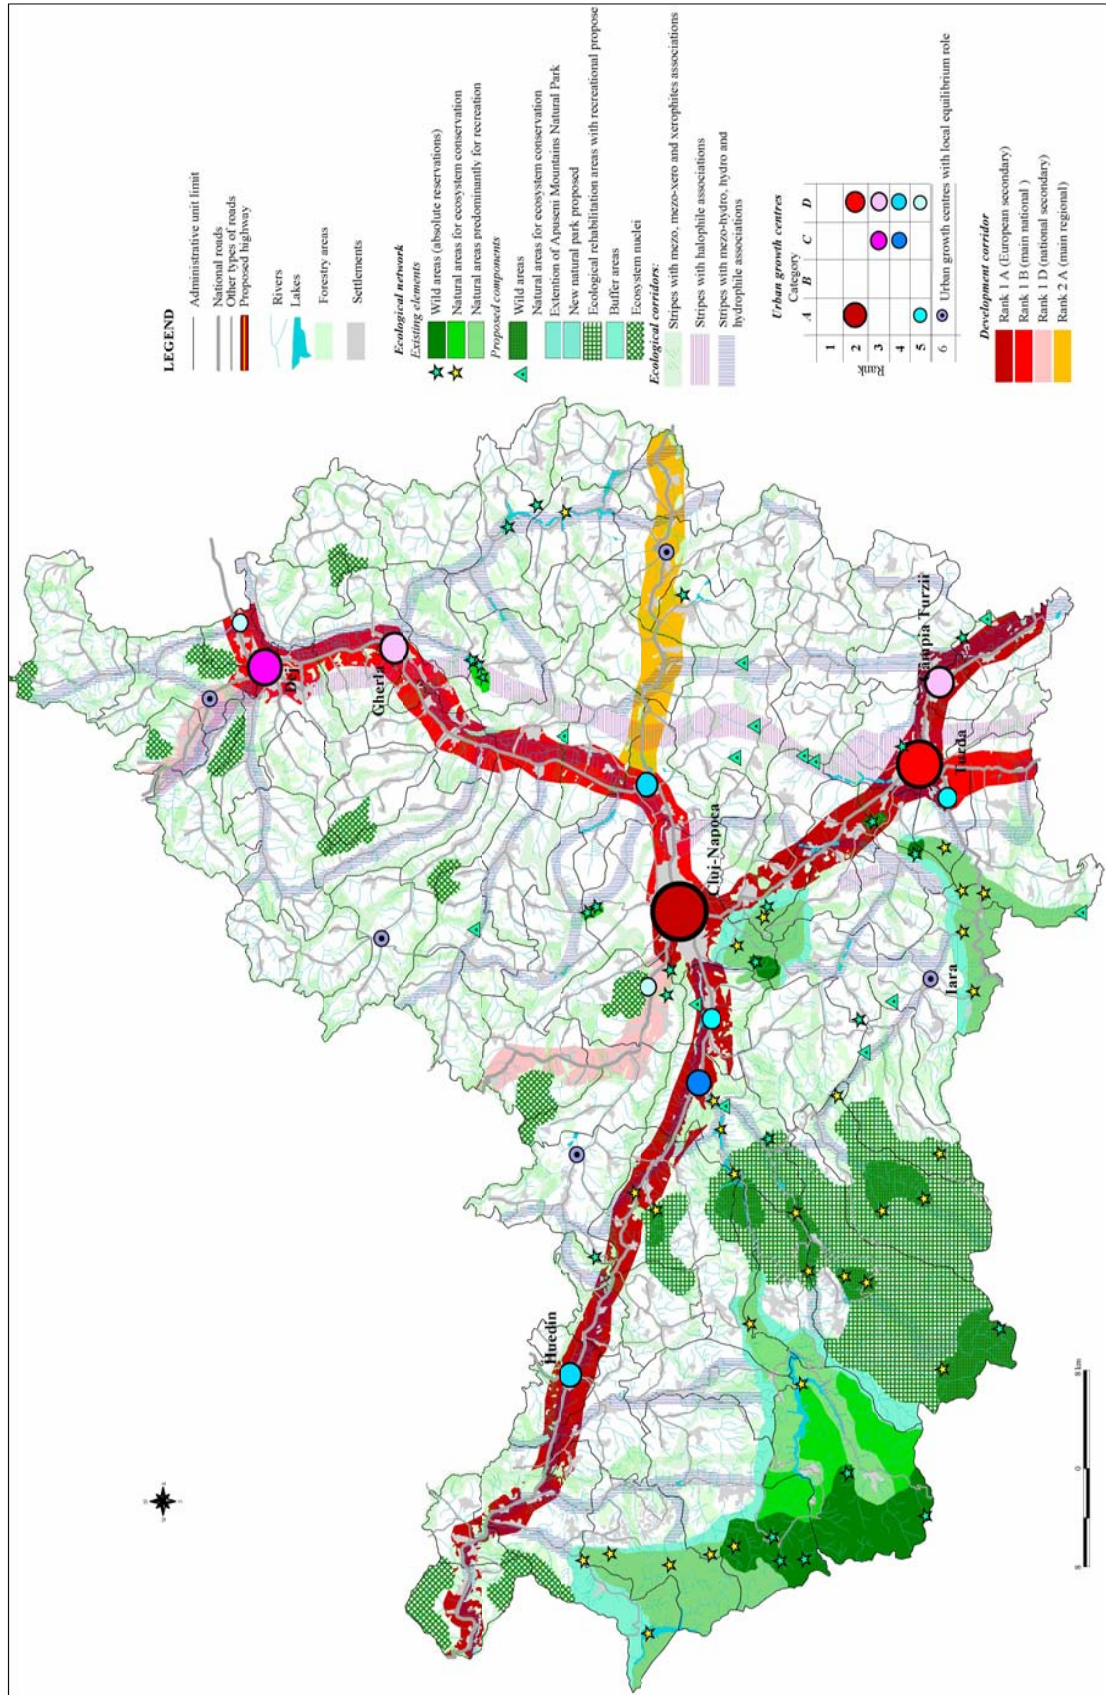 LEGEND
Administrative unit limit
National roads
Other types of roads
Proposed highway
Rivers
Lakes
Forestry areas
Settlements
Ecological network
Existing elements
Wild areas (absolute reservations)
Natural areas for ecosystem conservation
Natural areas predominantly for recreation
Proposed components
Wild areas
Natural areas for ecosystem conservation
Extention of Apuseni Mountains Natural Park
New natural park proposed
Ecological rehabilitation areas with recreational propose
Buffer areas
Ecosystem nuclei
Ecological corridors:
Stripes with mezo, mezo-xero and xerophites associations
Stripes with halophile associations
Stripes with mezo-hydro, hydro and
hydrophile associations
Urban growth centres
Category
A B C D
Rank
1
2
3
4
5
6 Urban growth centres with local equilibrium role
Development corridor
Rank 1 A (European secondary)
Rank 1 B (main national )
Rank 1 D (national secondary)
Rank 2 A (main regional)
Dej
Gherla
Cluj-Napoca
Câmpia Turzii
Turda
Iara
Huedin
8 0 8 km